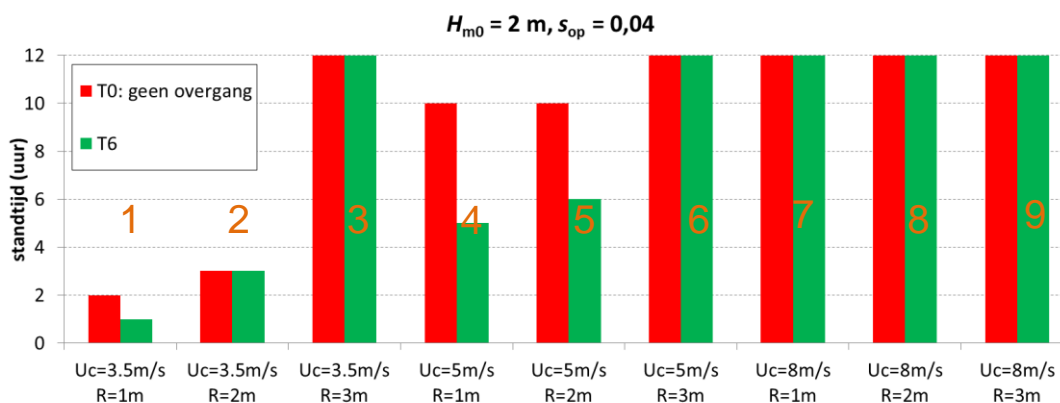 Hm0 = 2 m, sop = 0,04
standtijd (uur)
12
10
8
6
4
2
0
T0: geen overgang
T6
1
2
3
4
5
6
7
8
9
Uc=3.5m/s Uc=3.5m/s Uc=3.5m/s Uc=5m/s Uc=5m/s Uc=5m/s Uc=8m/s Uc=8m/s Uc=8m/s
R=1m R=2m R=3m R=1m R=2m R=3m R=1m R=2m R=3m